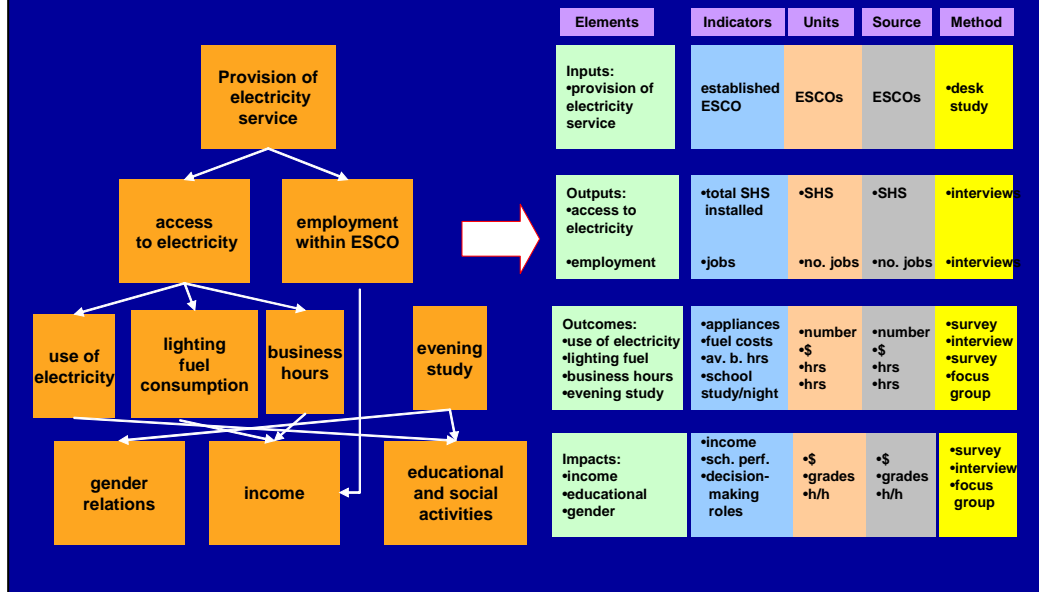 Provision of
electricity
service
access
to electricity
employment
within ESCO
use of
electricity
lighting
fuel
consumption
business
hours
evening
study
gender
relations
income
educational
and social
activities
Elements
Indicators
Units
Source
Method
Inputs:
•provision of
electricity
service
established
ESCO
ESCOs
ESCOs
•desk
study
Outputs:
•access to
electricity
•employment
•total SHS
installed
•jobs
•SHS
•no. jobs
•SHS
•no. jobs
•interviews
•interviews
Outcomes:
•use of electricity
•lighting fuel
•business hours
•evening study
•appliances
•fuel costs
•av. b. hrs
•school
study/night
•number
•$
•hrs
•hrs
•number
•$
•hrs
•hrs
•survey
•interview
•survey
•focus
group
Impacts:
•income
•educational
•gender
•income
•sch. perf.
•decision-
making
roles
•$
•grades
•h/h
•$
•grades
•h/h
•survey
•interview
•focus
group